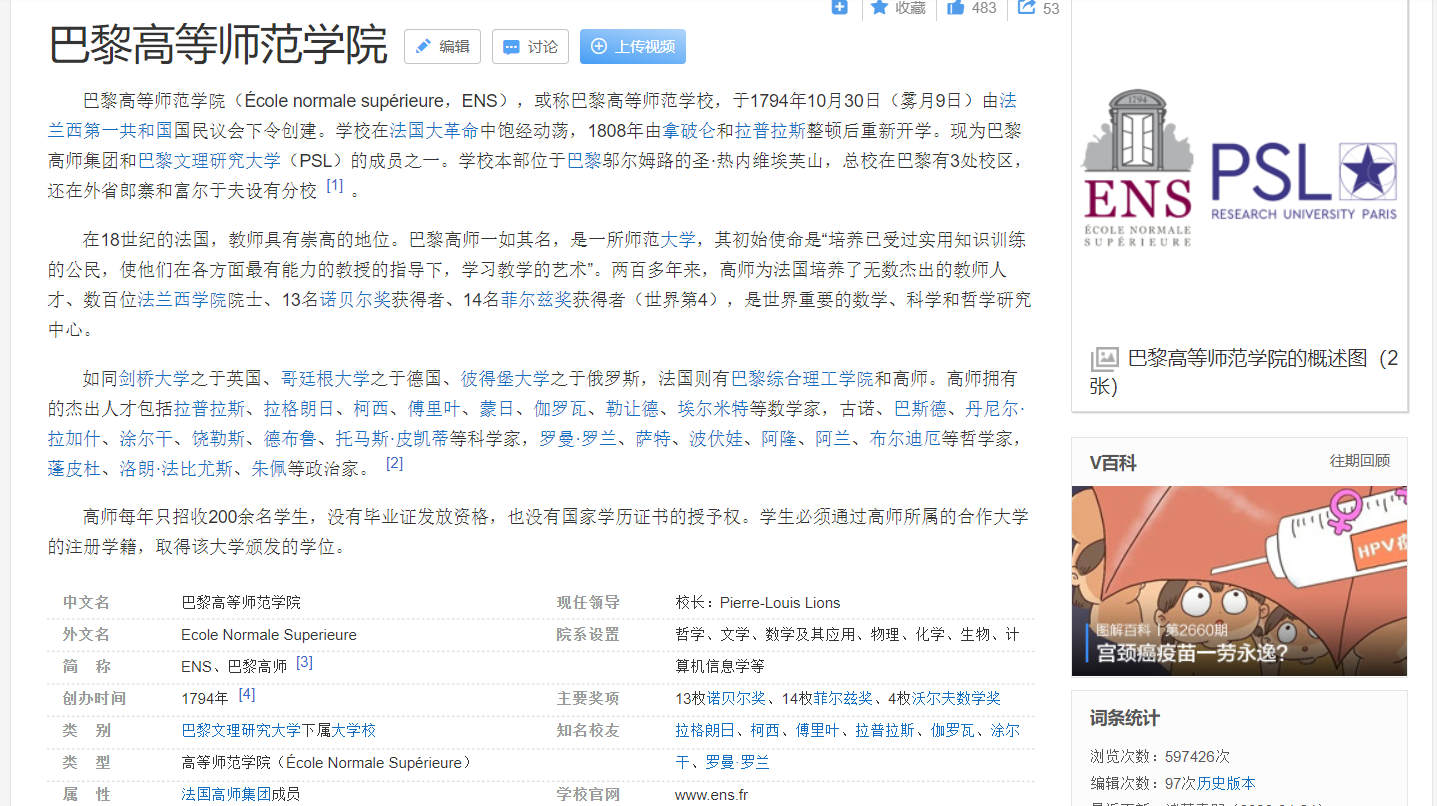 收藏
483
53
巴黎高等师范学院
编辑
讨论
上传视频
巴黎高等师范学院（École normale supérieure，ENS），或称巴黎高等师范学校，于1794年10月30日（雾月9日）由法
兰西第一共和国国民议会下令创建。学校在法国大革命中饱经动荡，1808年由拿破仑和拉普拉斯整顿后重新开学。现为巴黎
高师集团和巴黎文理研究大学（PSL）的成员之一。学校本部位于巴黎邬尔姆路的圣·热内维埃芙山，总校在巴黎有3处校区，
还在外省郎寨和富尔于夫设有分校 [1] 。
在18世纪的法国，教师具有崇高的地位。巴黎高师一如其名，是一所师范大学，其初始使命是“培养已受过实用知识训练
的公民，使他们在各方面最有能力的教授的指导下，学习教学的艺术”。两百多年来，高师为法国培养了无数杰出的教师人
才、数百位法兰西学院院士、13名诺贝尔奖获得者、14名菲尔兹奖获得者（世界第4），是世界重要的数学、科学和哲学研究
中心。
如同剑桥大学之于英国、哥廷根大学之于德国、彼得堡大学之于俄罗斯，法国则有巴黎综合理工学院和高师。高师拥有
的杰出人才包括拉普拉斯、拉格朗日、柯西、傅里叶、蒙日、伽罗瓦、勒让德、埃尔米特等数学家，古诺、巴斯德、丹尼尔·
拉加什、涂尔干、饶勒斯、德布鲁、托马斯·皮凯蒂等科学家，罗曼·罗兰、萨特、波伏娃、阿隆、阿兰、布尔迪厄等哲学家，
蓬皮杜、洛朗·法比尤斯、朱佩等政治家。 [2]
高师每年只招收200余名学生，没有毕业证发放资格，也没有国家学历证书的授予权。学生必须通过高师所属的合作大学
的注册学籍，取得该大学颁发的学位。
中文名 巴黎高等师范学院
外文名 Ecole Normale Superieure
简 称 ENS、巴黎高师 [3]
创办时间 1794年 [4]
类 别 巴黎文理研究大学下属大学校
类 型 高等师范学院（École Normale Supérieure）
属 性 法国高师集团成员
现任领导 校长：Pierre-Louis Lions
院系设置 哲学、文学、数学及其应用、物理、化学、生物、计
算机信息学等
主要奖项 13枚诺贝尔奖、14枚菲尔兹奖、4枚沃尔夫数学奖
知名校友 拉格朗日、柯西、傅里叶、拉普拉斯、伽罗瓦、涂尔
干、罗曼·罗兰
学校官网 www.ens.fr
1794
ENS
ÉCOLE NORMALE
SUPÉRIEURE
PSL
RESEARCH UNIVERSITY PARIS
巴黎高等师范学院的概述图（2
张）
V百科
往期回顾
HPV
图解百科 | 第2660期
宫颈癌疫苗一劳永逸？
词条统计
浏览次数：597426次
编辑次数：97次历史版本